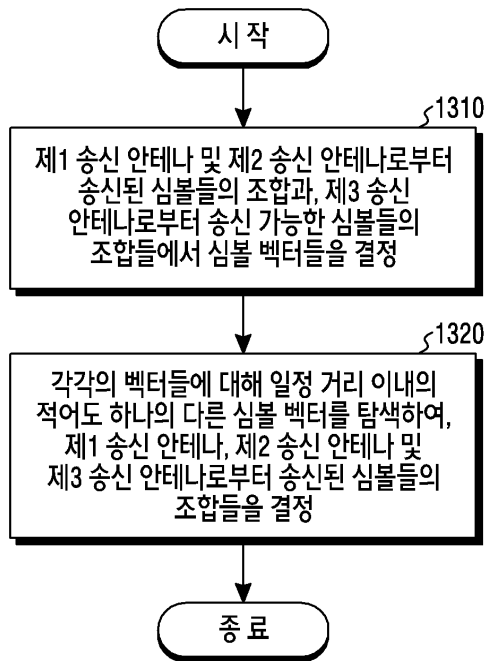 시 작
1310
제1 송신 안테나 및 제2 송신 안테나로부터
송신된 심볼들의 조합과, 제3 송신
안테나로부터 송신 가능한 심볼들의
조합들에서 심볼 벡터들을 결정
1320
각각의 벡터들에 대해 일정 거리 이내의
적어도 하나의 다른 심볼 벡터를 탐색하여,
제1 송신 안테나, 제2 송신 안테나 및
제3 송신 안테나로부터 송신된 심볼들의
조합들을 결정
종 료